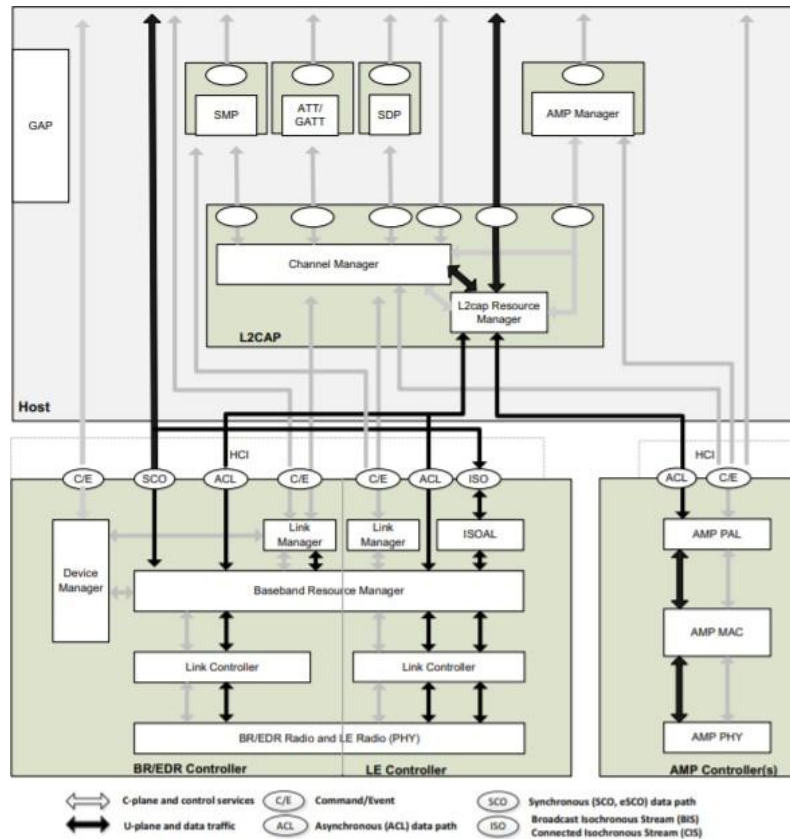 GAP
SMP
ATT/
GATT
SDP
AMP Manager
Channel Manager
L2cap Resource
Manager
L2CAP
Host
HCI
HCI
C/E
SCO
ACL
C/E
C/E
ACL
ISO
ACL
C/E
Link
Manager
Link
Manager
ISOAL
AMP PAL
Device
Manager
Baseband Resource Manager
AMP MAC
Link Controller
Link Controller
BR/EDR Radio and LE Radio (PHY)
AMP PHY
BR/EDR Controller
LE Controller
AMP Controller(s)
C-plane and control services
C/E
Command/Event
SCO
Synchronous (SCO, eSCO) data path
U-plane and data traffic
ACL
Asynchronous (ACL) data path
ISO
Broadcast Isochronous Stream (BIS)
Connected Isochronous Stream (CIS)